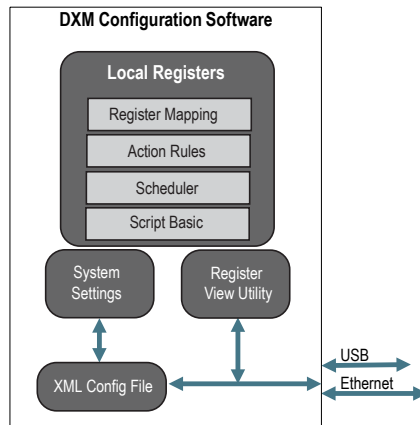 DXM Configuration Software
Local Registers
Register Mapping
Action Rules
Scheduler
Script Basic
System
Settings
Register
View Utility
XML Config File
USB
Ethernet